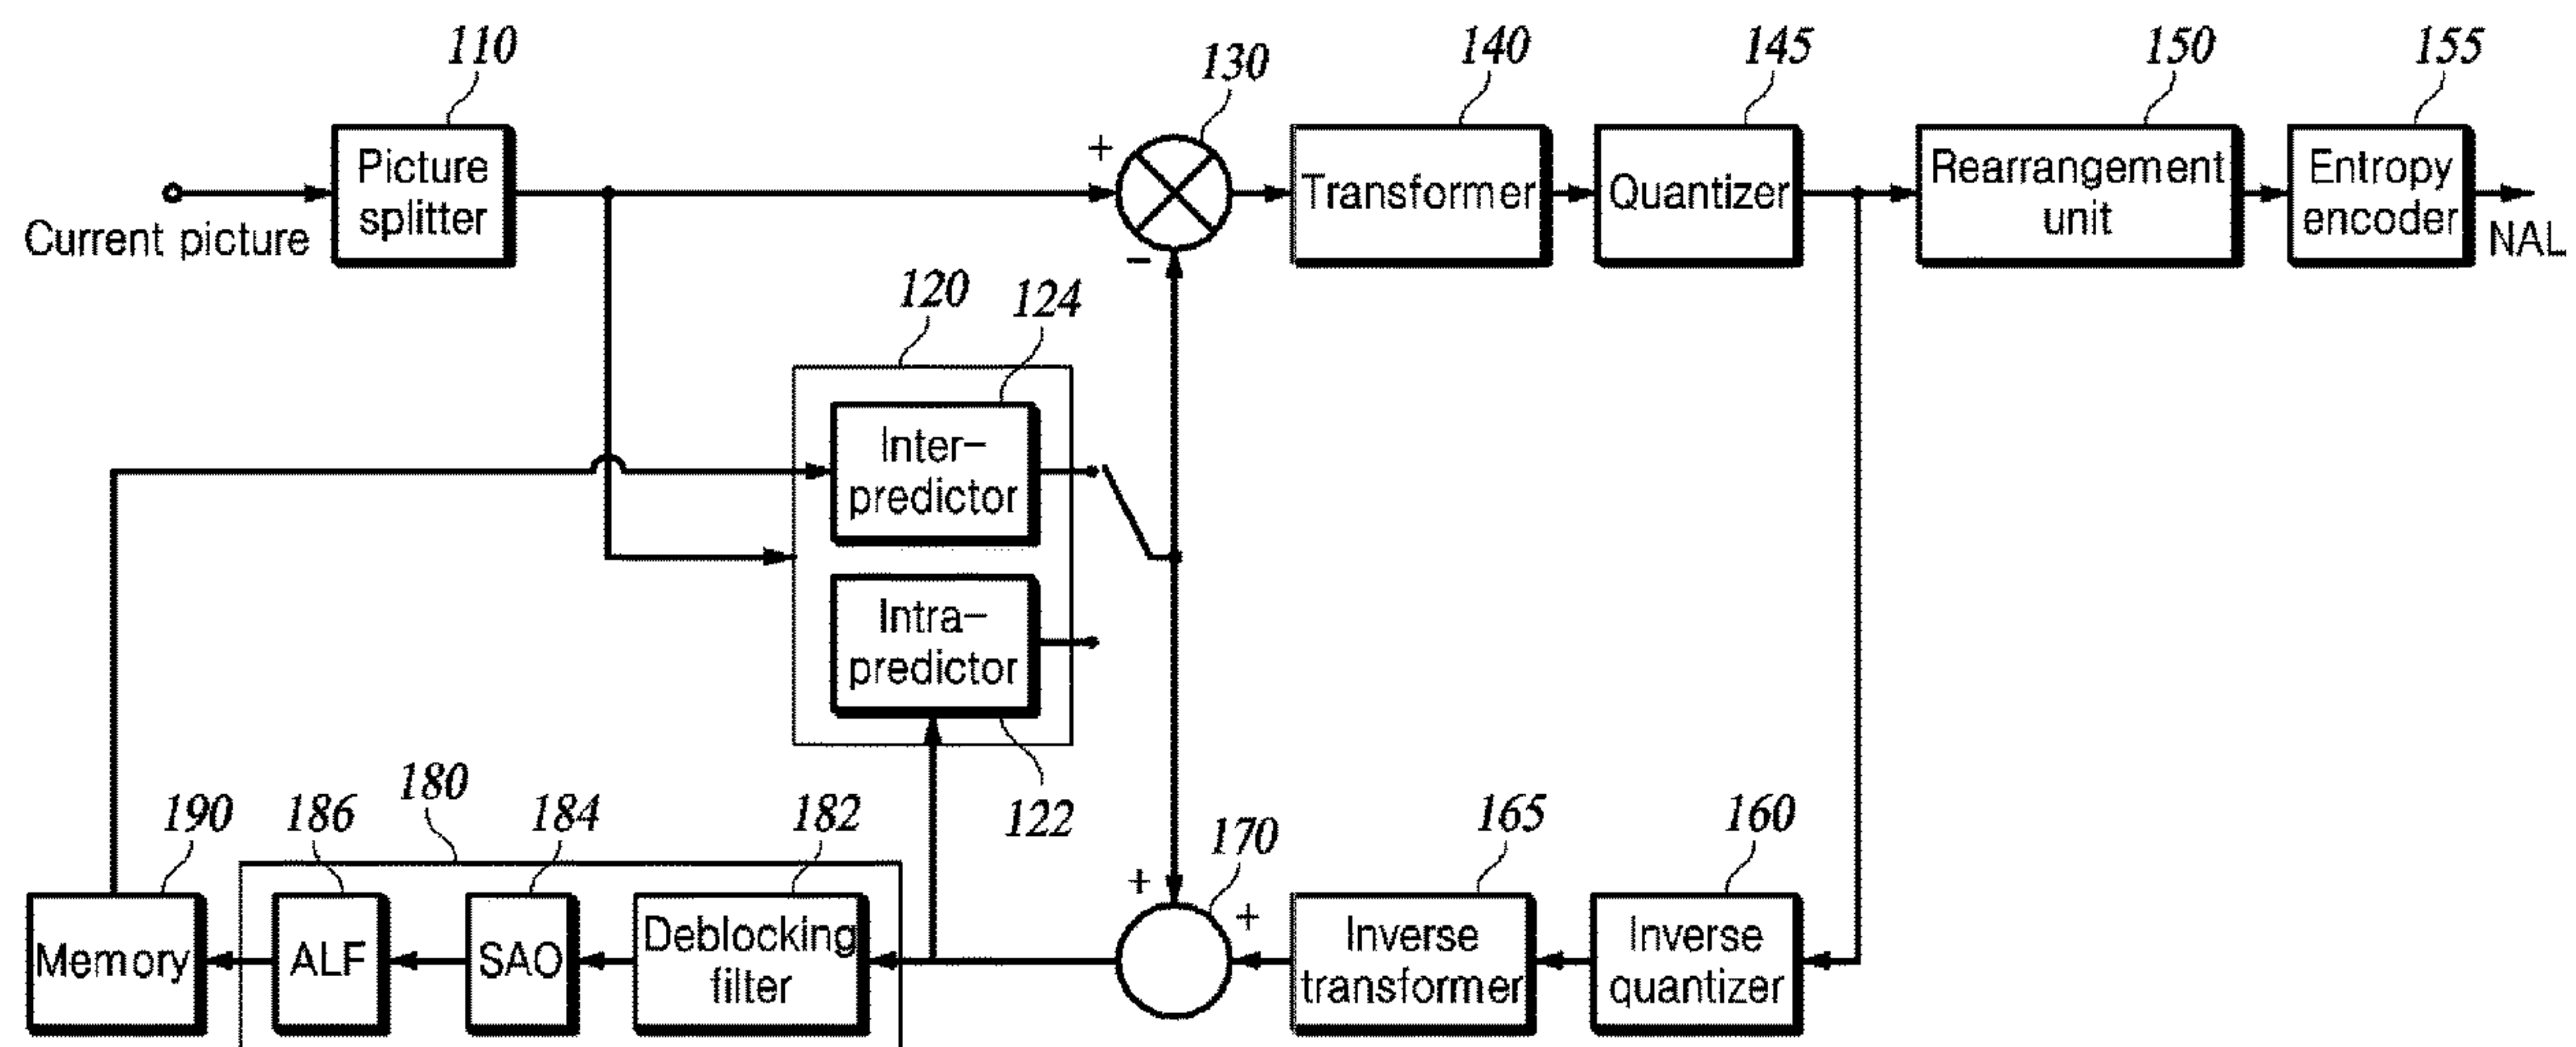 110
130
140
145
150
155
+
Picture
splitter
Transformer
Quantizer
Rearrangement
unit
Entropy
encoder
Current picture
−
NAL
120
124
Inter-
predictor
Intra-
predictor
122
190
186
180
184
182
170
165
160
+
+
Memory
ALF
SAO
Deblocking
filter
Inverse
transformer
Inverse
quantizer